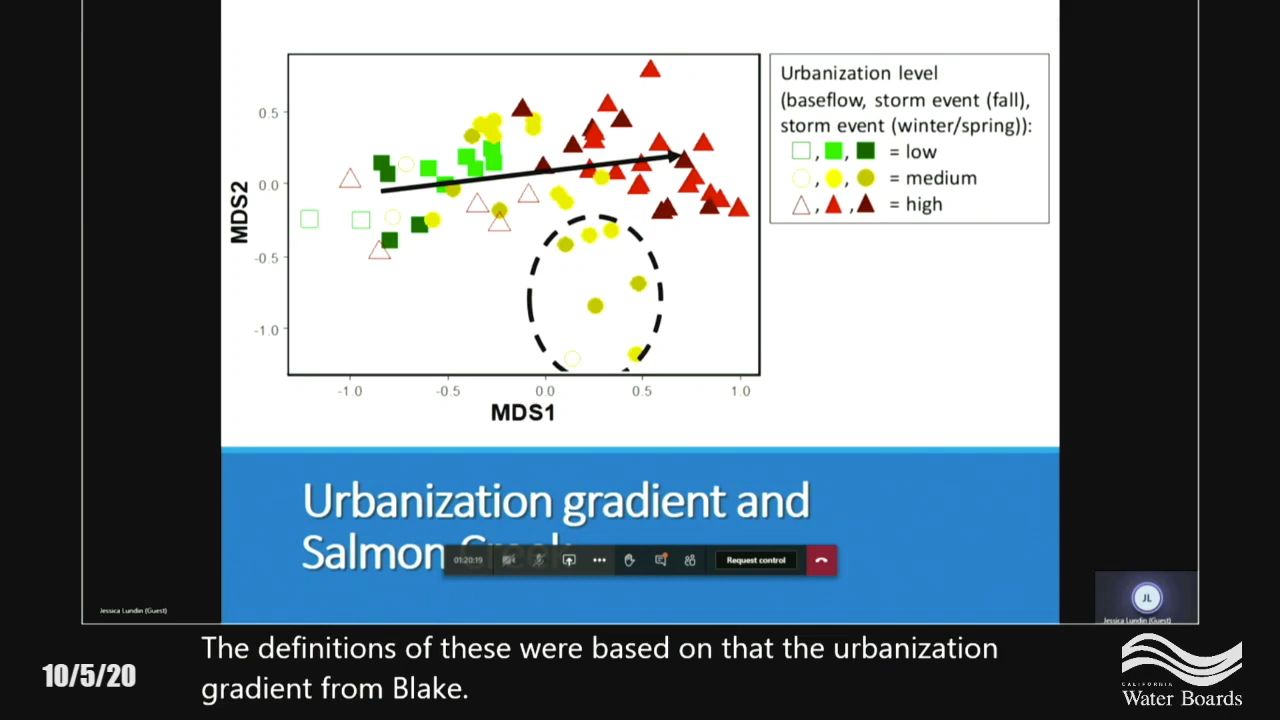 Urbanization level
(baseflow, storm event (fall),
storm event (winter/spring)):
, , = low
, , = medium
, , = high
MDS2
0.5
0.0
-0.5
-1.0
-1.0 -0.5 0.0 0.5 1.0
MDS1
Urbanization gradient and
Salmon
01:20:19
Request control
JL
Jessica Lundin (Guest)
Jessica Lundin (Guest)
The definitions of these were based on that the urbanization
gradient from Blake.
10/5/20
CALIFORNIA
Water Boards